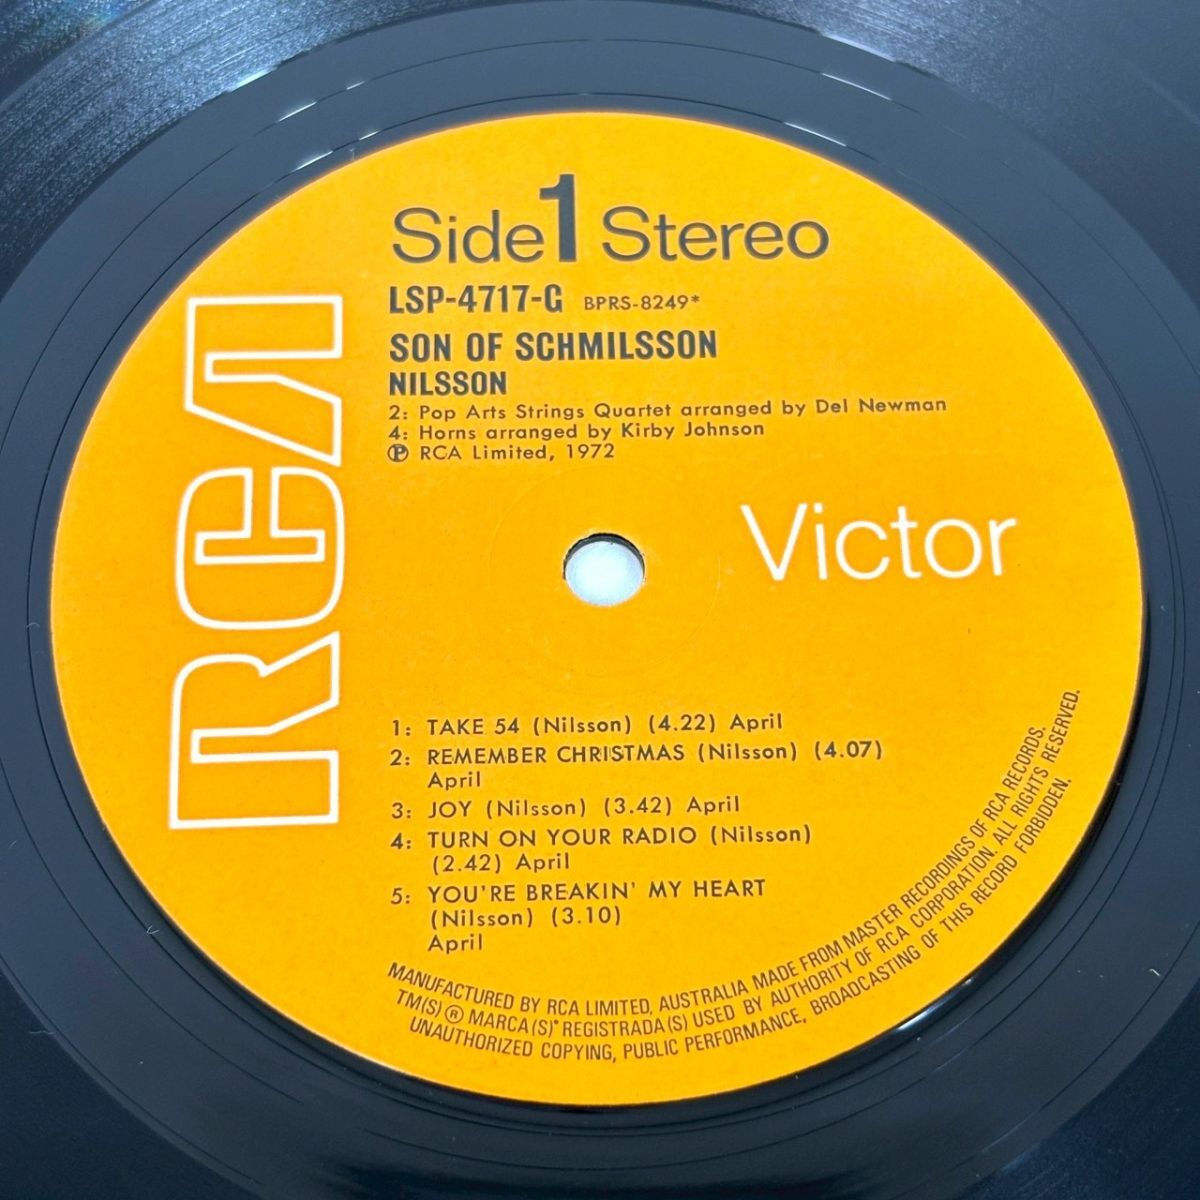 Side 1 Stereo
LSP-4717-C BPRS-8249*
SON OF SCHMILSSON
NILSSON
2: Pop Arts Strings Quartet arranged by Del Newman
4: Horns arranged by Kirby Johnson
Ⓟ RCA Limited, 1972
RCA
Victor
1: TAKE 54 (Nilsson) (4.22) April
2: REMEMBER CHRISTMAS (Nilsson) (4.07)
April
3: JOY (Nilsson) (3.42) April
4: TURN ON YOUR RADIO (Nilsson)
(2.42) April
5: YOU'RE BREAKIN' MY HEART
(Nilsson) (3.10)
April
MANUFACTURED BY RCA LIMITED, AUSTRALIA MADE FROM MASTER RECORDINGS OF RCA RECORDS.
TM(S) ® MARCA(S) REGISTRADA(S) USED BY AUTHORITY OF RCA CORPORATION. ALL RIGHTS RESERVED.
UNAUTHORIZED COPYING, PUBLIC PERFORMANCE, BROADCASTING OF THIS RECORD FORBIDDEN.